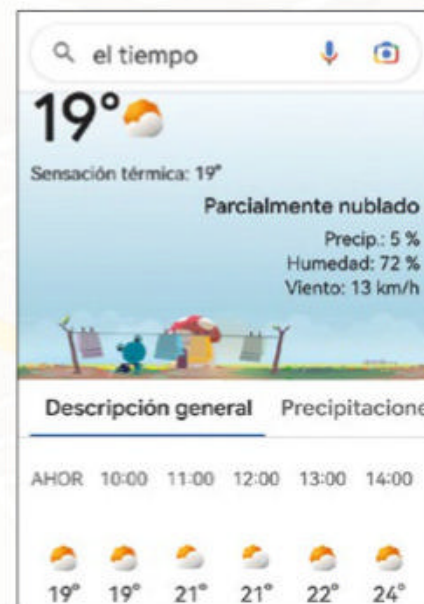 el tiempo
19°
Sensación térmica: 19°
Parcialmente nublado
Precip.: 5 %
Humedad: 72 %
Viento: 13 km/h
Descripción general Precipitacione
AHOR 10:00 11:00 12:00 13:00 14:00
19° 19° 21° 21° 22° 24°